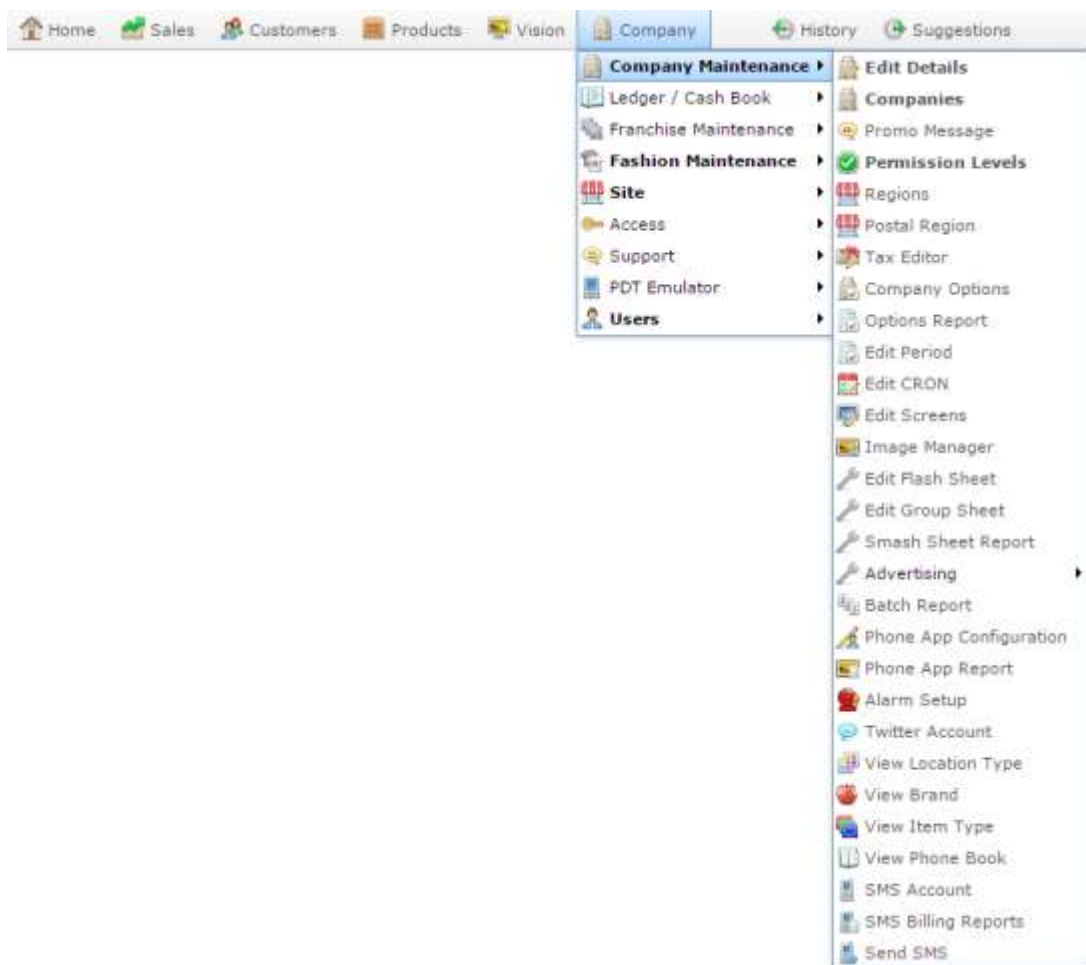 Home Sales Customers Products Vision Company History Suggestions
Company Maintenance
Ledger / Cash Book
Franchise Maintenance
Fashion Maintenance
Site
Access
Support
PDT Emulator
Users
Edit Details
Companies
Promo Message
Permission Levels
Regions
Postal Region
Tax Editor
Company Options
Options Report
Edit Period
Edit CRON
Edit Screens
Image Manager
Edit Flash Sheet
Edit Group Sheet
Smash Sheet Report
Advertising
Batch Report
Phone App Configuration
Phone App Report
Alarm Setup
Twitter Account
View Location Type
View Brand
View Item Type
View Phone Book
SMS Account
SMS Billing Reports
Send SMS